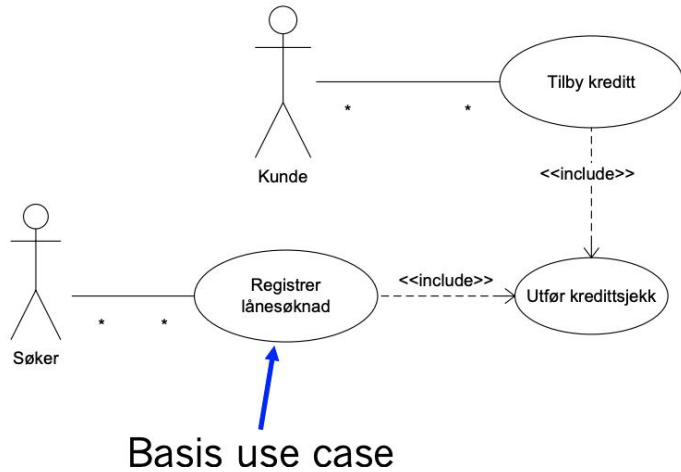 Tilby kreditt
* *
Kunde
<<include>>
Registrer
lånesøknad
<<include>>
Utfør kredittsjekk
* *
Søker
Basis use case